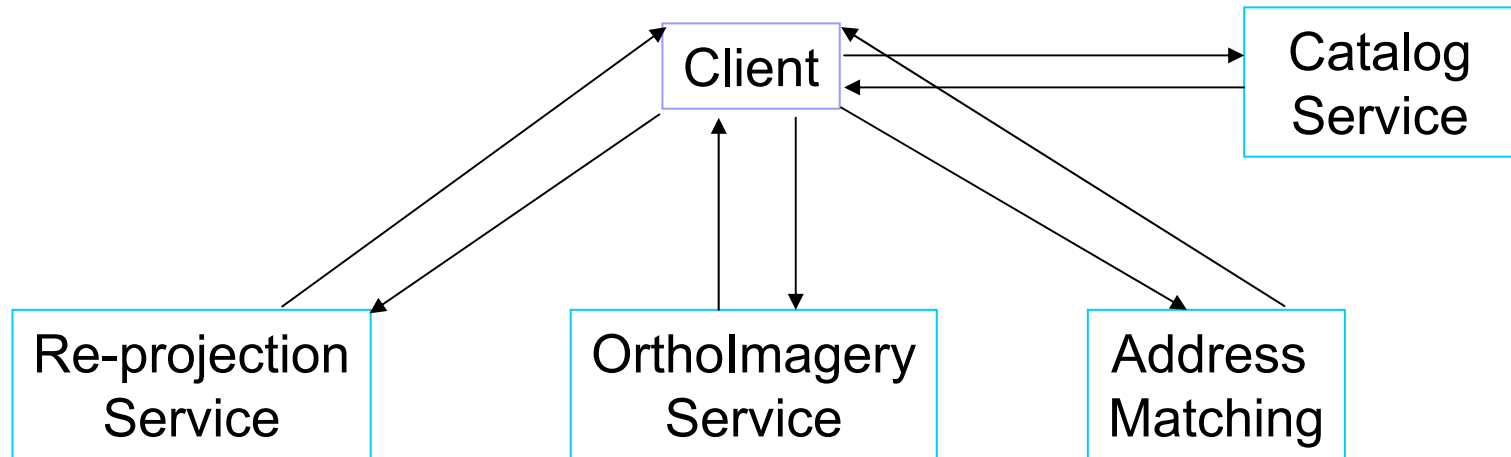 Client
Catalog
Service
Re-projection
Service
OrthoImagery
Service
Address
Matching